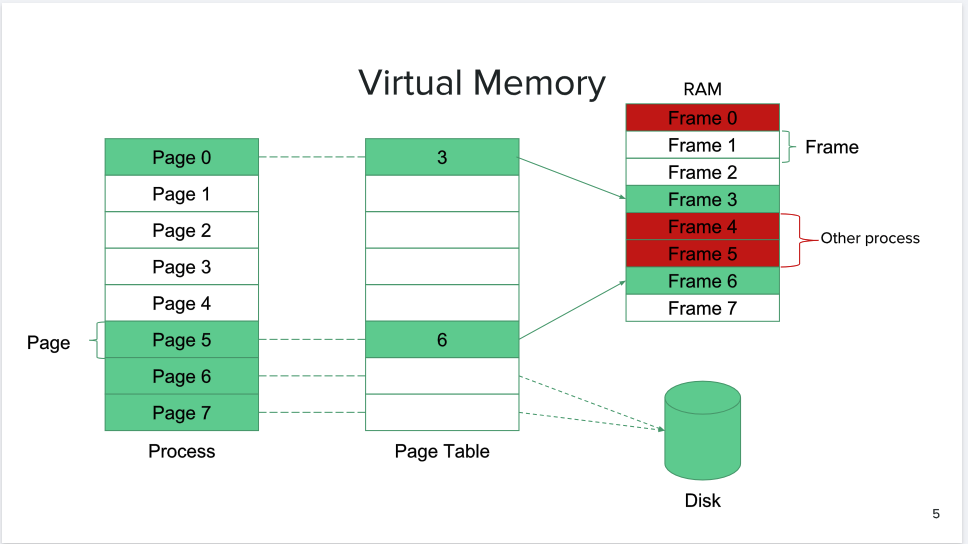 Virtual Memory
Page 0
Page 1
Page 2
Page 3
Page 4
Page 5
Page 6
Page 7
Page
Process
3
6
Page Table
RAM
Frame 0
Frame 1
Frame 2
Frame 3
Frame 4
Frame 5
Frame 6
Frame 7
Frame
Other process
Disk
5